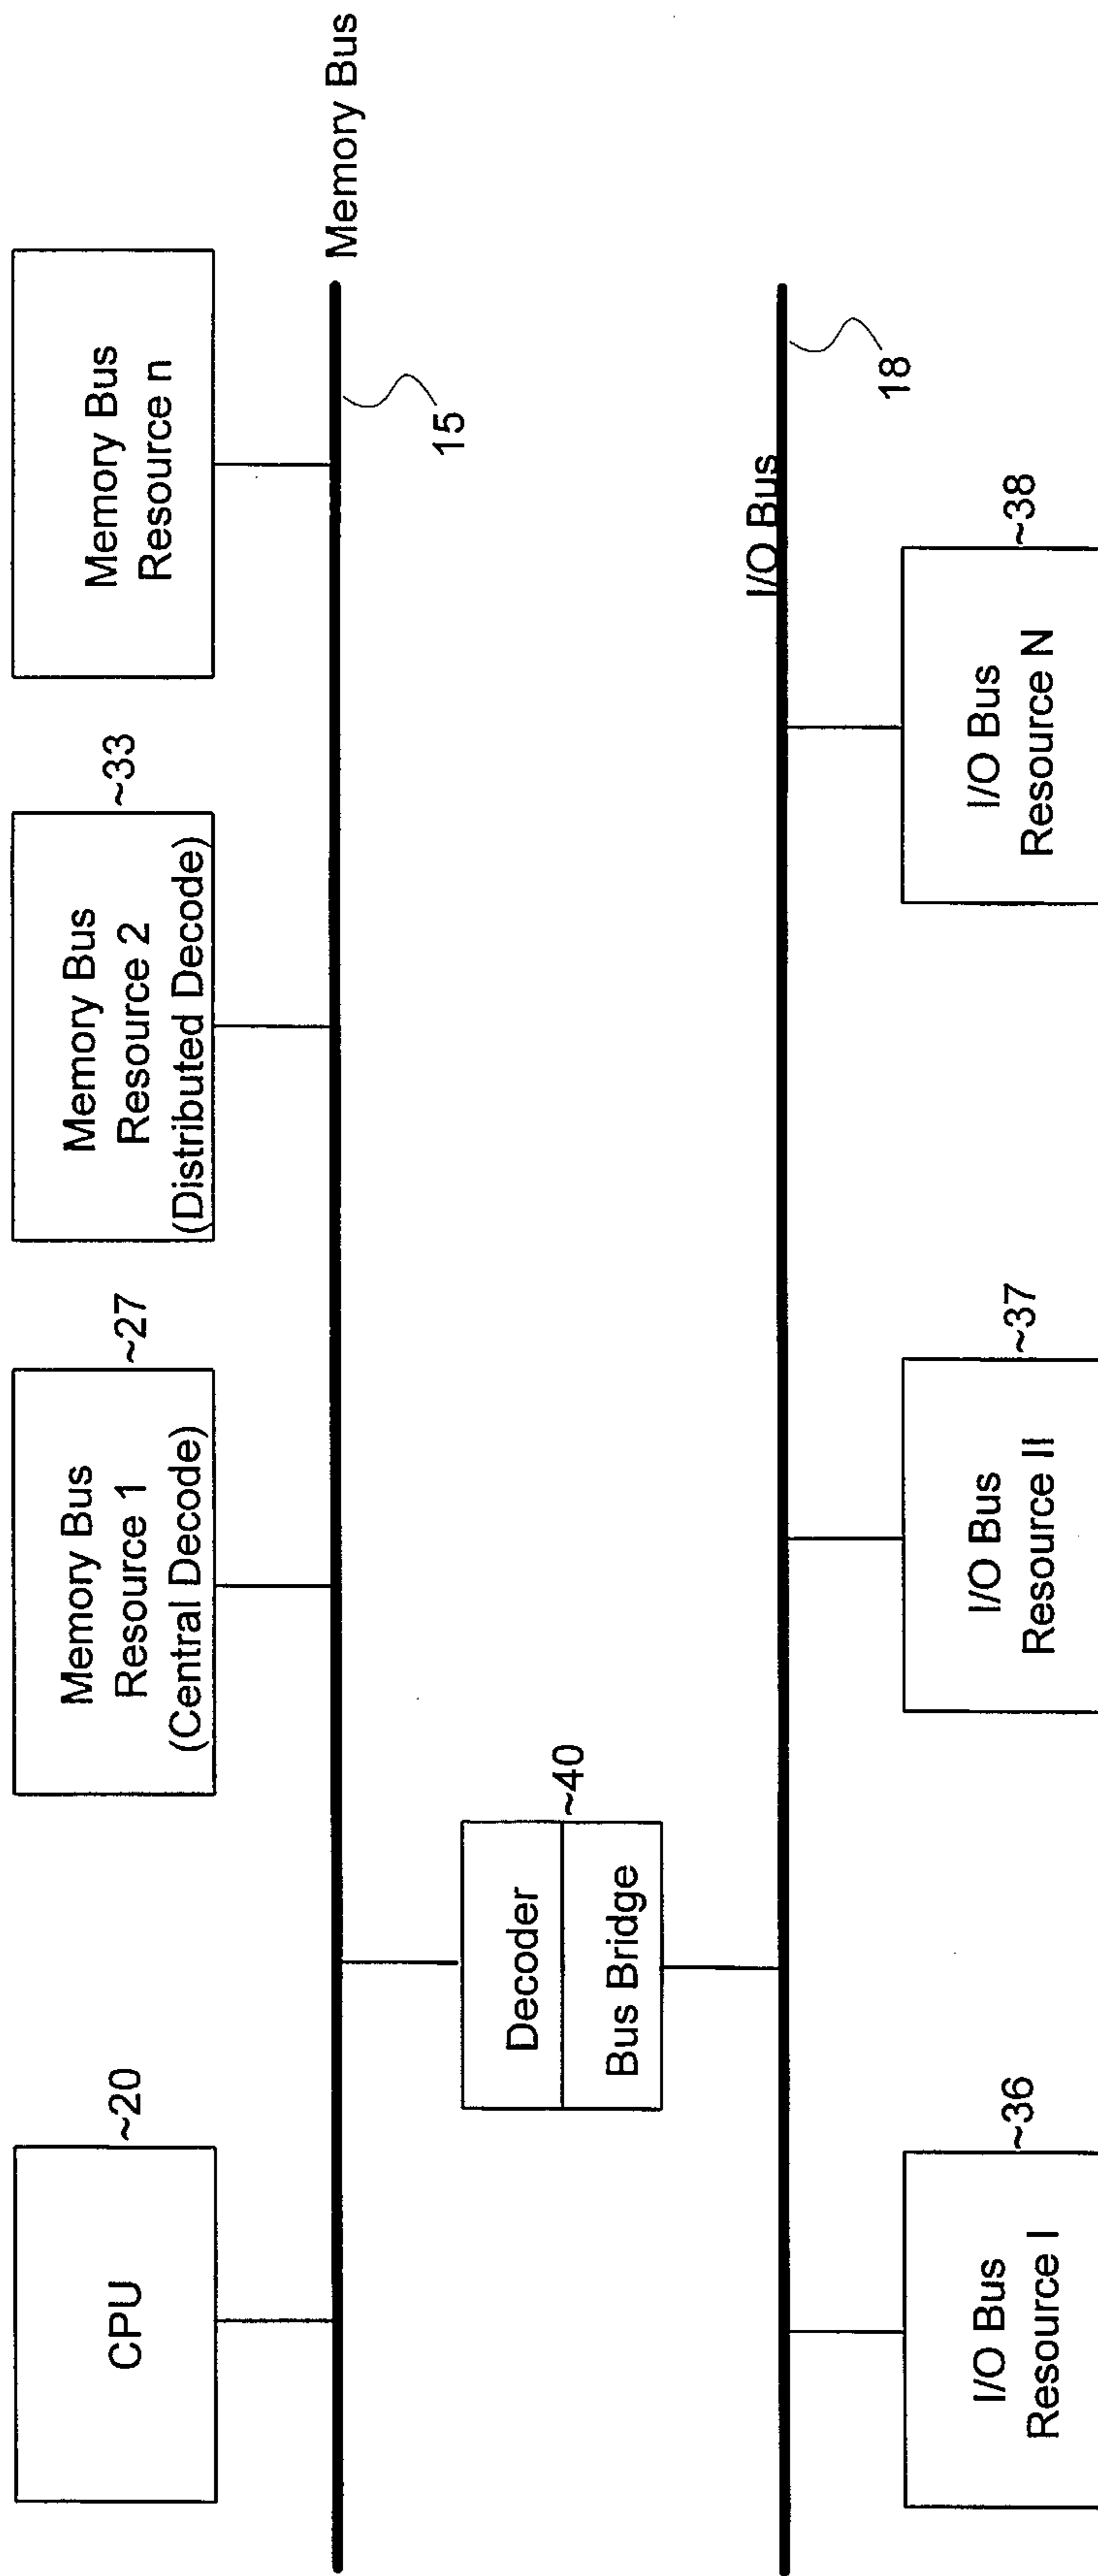 CPU
~20
Memory Bus
Resource 1
(Central Decode)
~27
Memory Bus
Resource 2
(Distributed Decode)
~33
Memory Bus
Resource n
Memory Bus
15
Decoder
Bus Bridge
~40
I/O Bus
18
I/O Bus
Resource I
~36
I/O Bus
Resource II
~37
I/O Bus
Resource N
~38